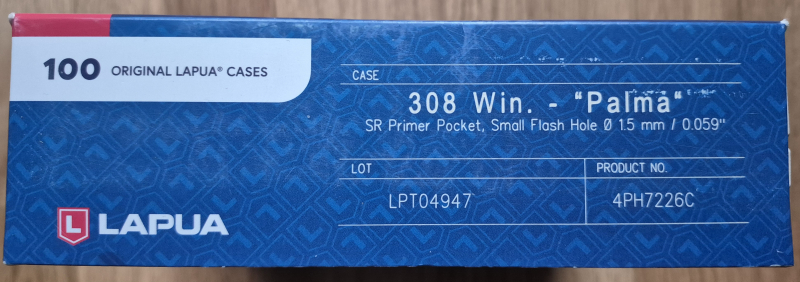 100 ORIGINAL LAPUA® CASES
CASE
308 Win. - "Palma"
SR Primer Pocket, Small Flash Hole Ø 1.5 mm / 0.059"
LOT
PRODUCT NO.
LPT04947
4PH7226C
L LAPUA